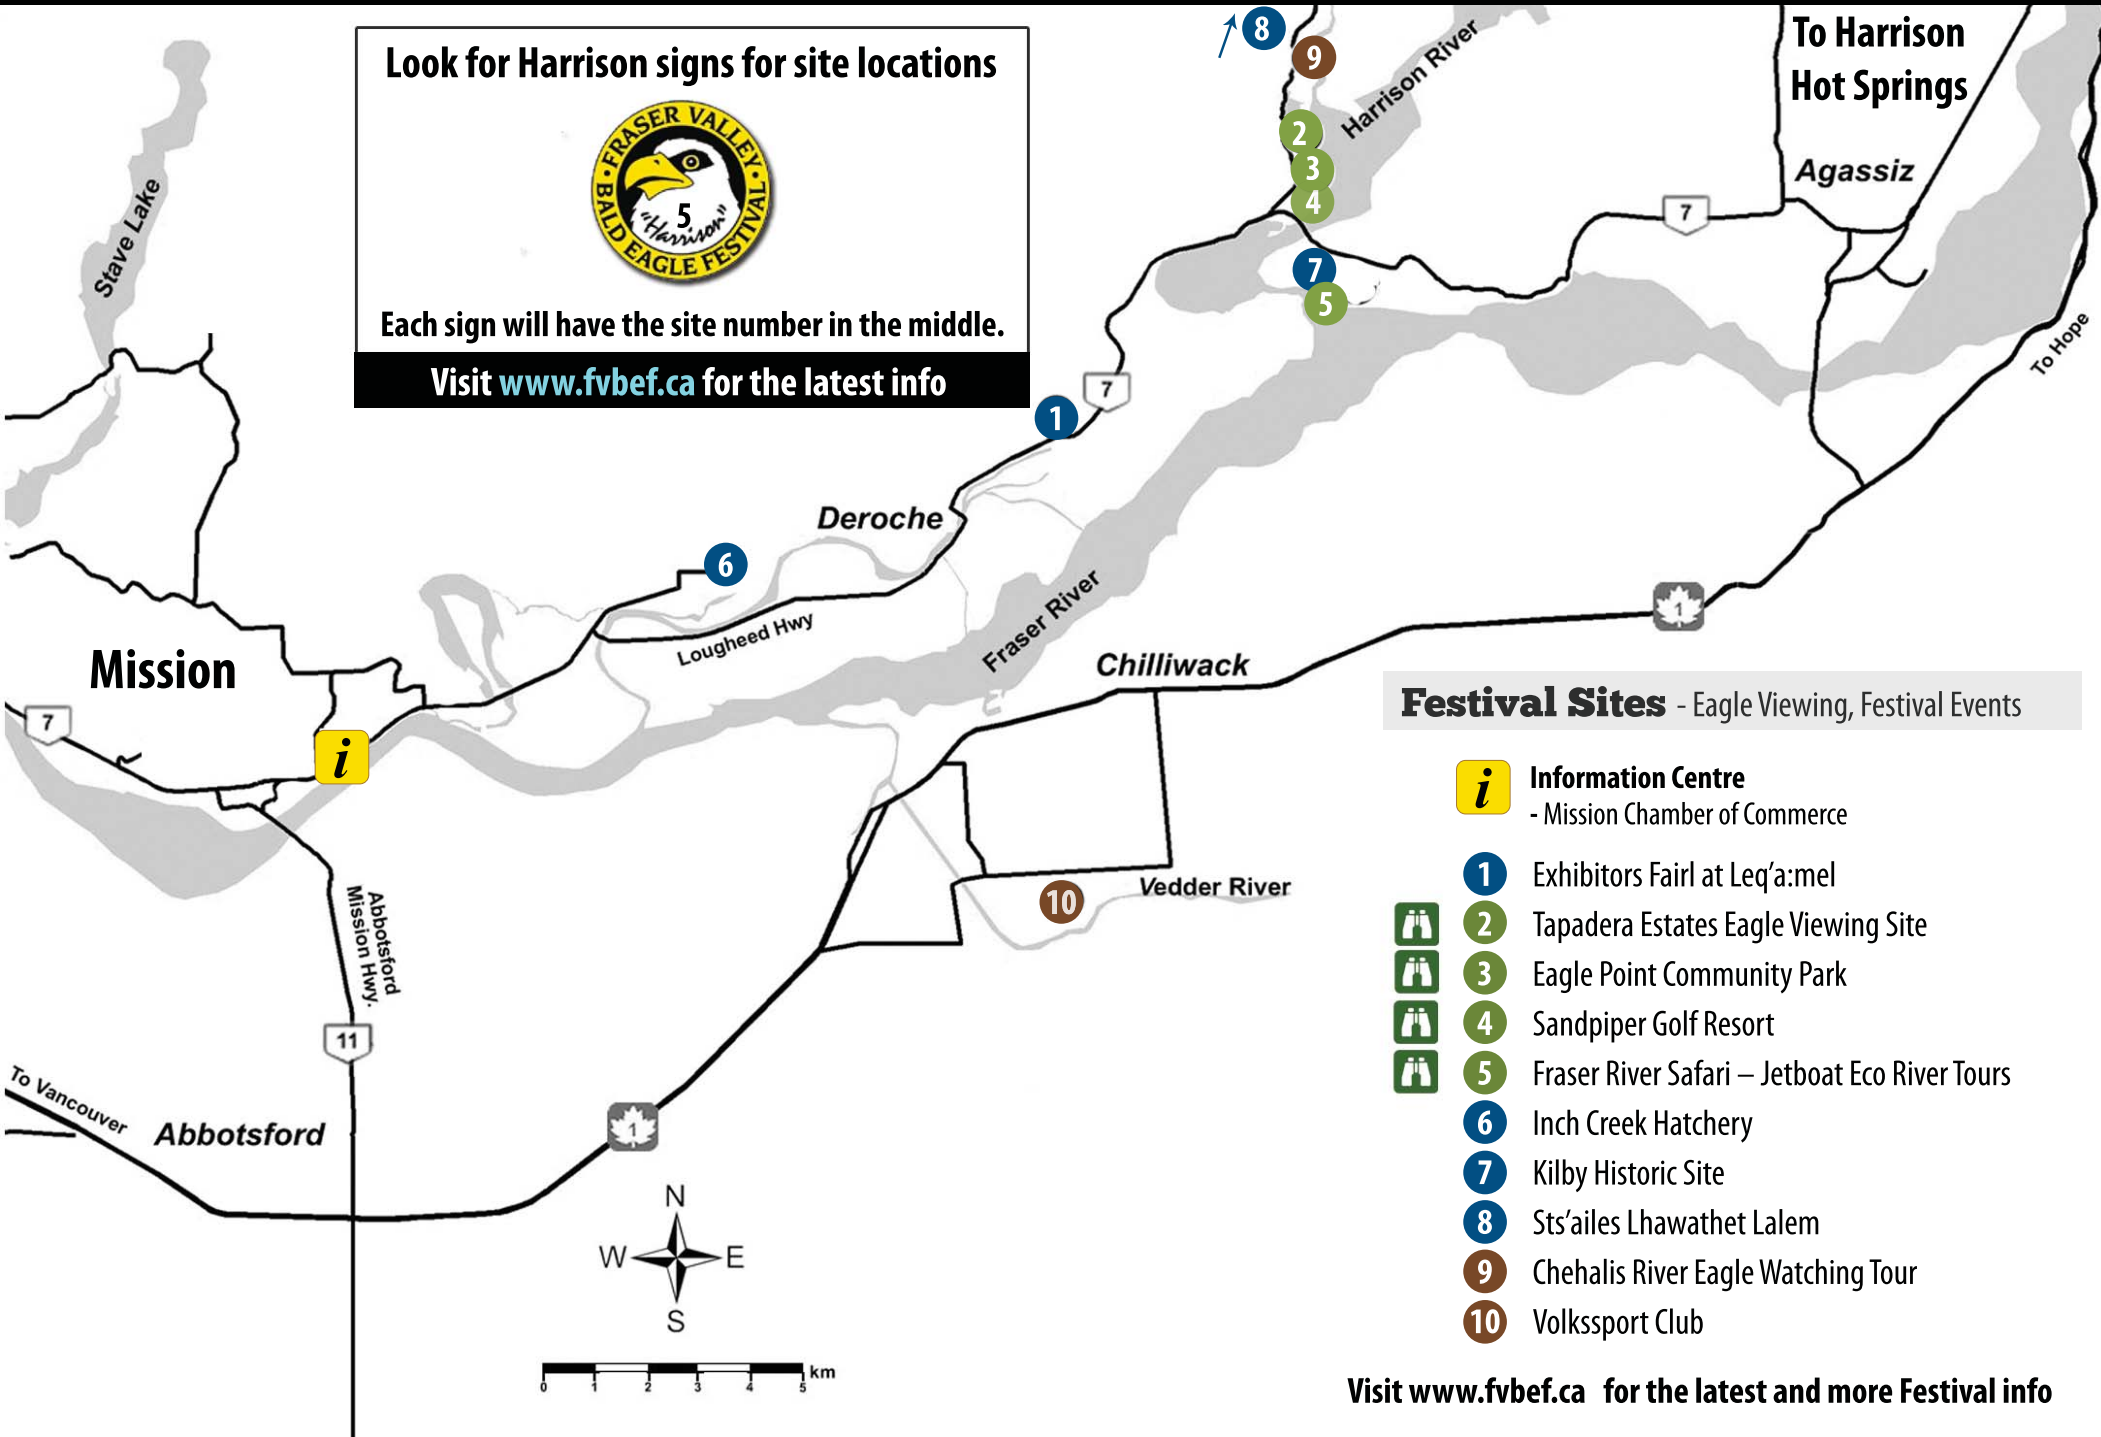 Look for Harrison signs for site locations
FRASER VALLEY
BALD EAGLE FESTIVAL
5
"Harrison"
Each sign will have the site number in the middle.
Visit www.fvbef.ca for the latest info
8
9
2
3
4
7
5
1
6
10
Harrison River
To Harrison
Hot Springs
Agassiz
7
To Hope
Stave Lake
7
Deroche
Lougheed Hwy
Fraser River
Chilliwack
1
Mission
7
i
Vedder River
Abbotsford
Mission Hwy.
11
To Vancouver
Abbotsford
1
N
W
E
S
0 1 2 3 4 5 km
Festival Sites - Eagle Viewing, Festival Events
i Information Centre
- Mission Chamber of Commerce
1 Exhibitors Fairl at Leq'a:mel
2 Tapadera Estates Eagle Viewing Site
3 Eagle Point Community Park
4 Sandpiper Golf Resort
5 Fraser River Safari – Jetboat Eco River Tours
6 Inch Creek Hatchery
7 Kilby Historic Site
8 Sts'ailes Lhawathet Lalem
9 Chehalis River Eagle Watching Tour
10 Volkssport Club
Visit www.fvbef.ca for the latest and more Festival info